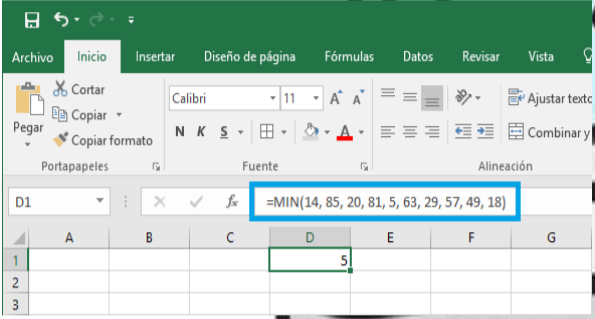 Archivo Inicio Insertar Diseño de página Fórmulas Datos Revisar Vista
Cortar
Calibri 11 A A Ajustar texto
Copiar
Pegar
N K S A Combinar y
Copiar formato
Portapapeles Fuente Alineación
D1 fx =MIN(14, 85, 20, 81, 5, 63, 29, 57, 49, 18)
A B C D E F G
1 5
2
3